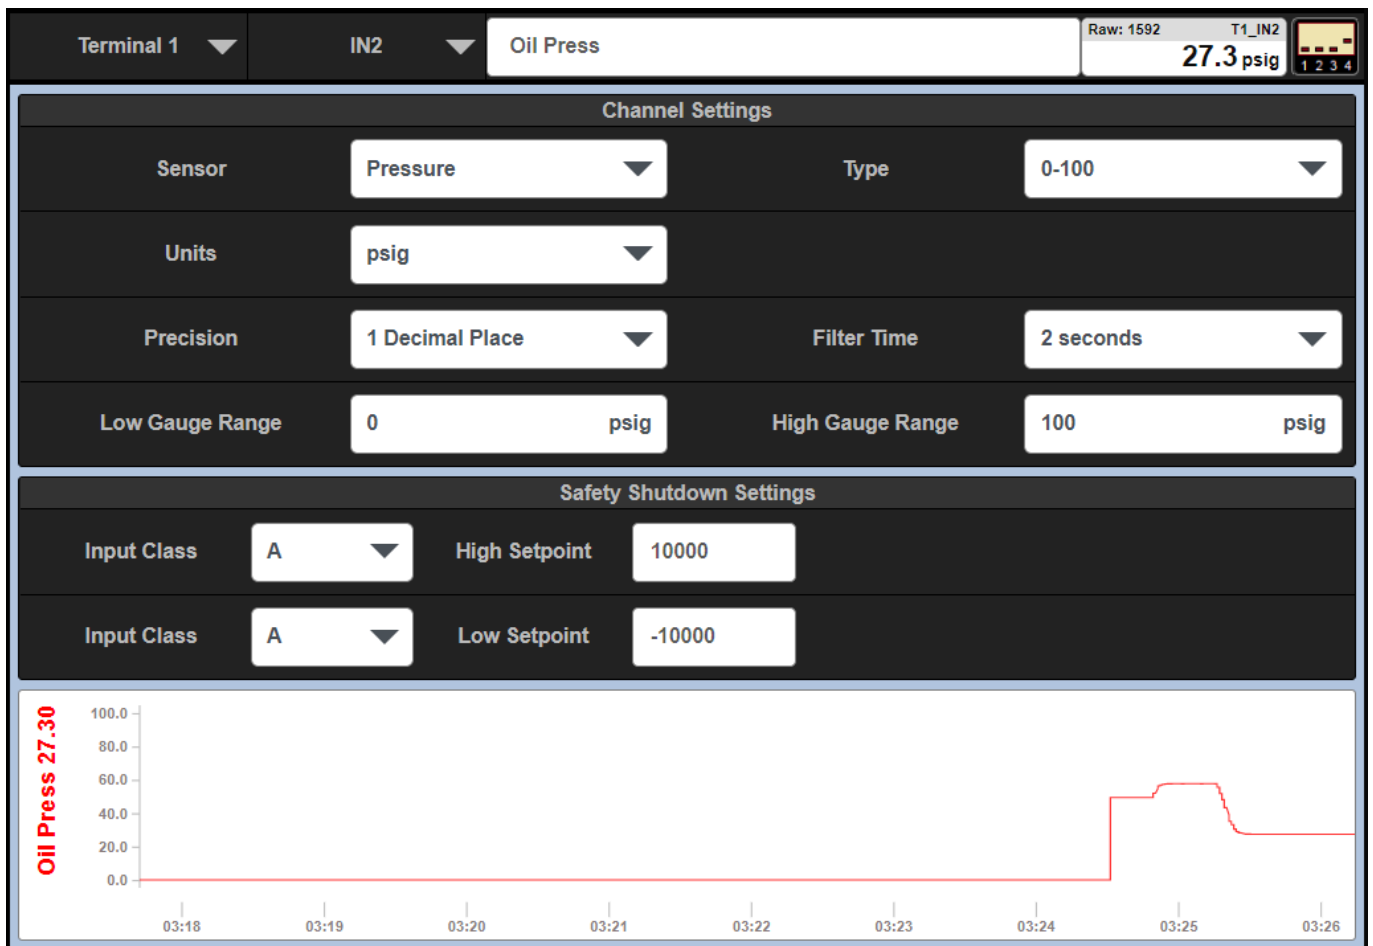 Terminal 1 IN2 Oil Press Raw: 1592 T1_IN2
27.3 psig
1 2 3 4
Channel Settings
Sensor Pressure Type 0-100
Units psig
Precision 1 Decimal Place Filter Time 2 seconds
Low Gauge Range 0 psig High Gauge Range 100 psig
Safety Shutdown Settings
Input Class A High Setpoint 10000
Input Class A Low Setpoint -10000
Oil Press 27.30
100.0
80.0
60.0
40.0
20.0
0.0
03:18 03:19 03:20 03:21 03:22 03:23 03:24 03:25 03:26